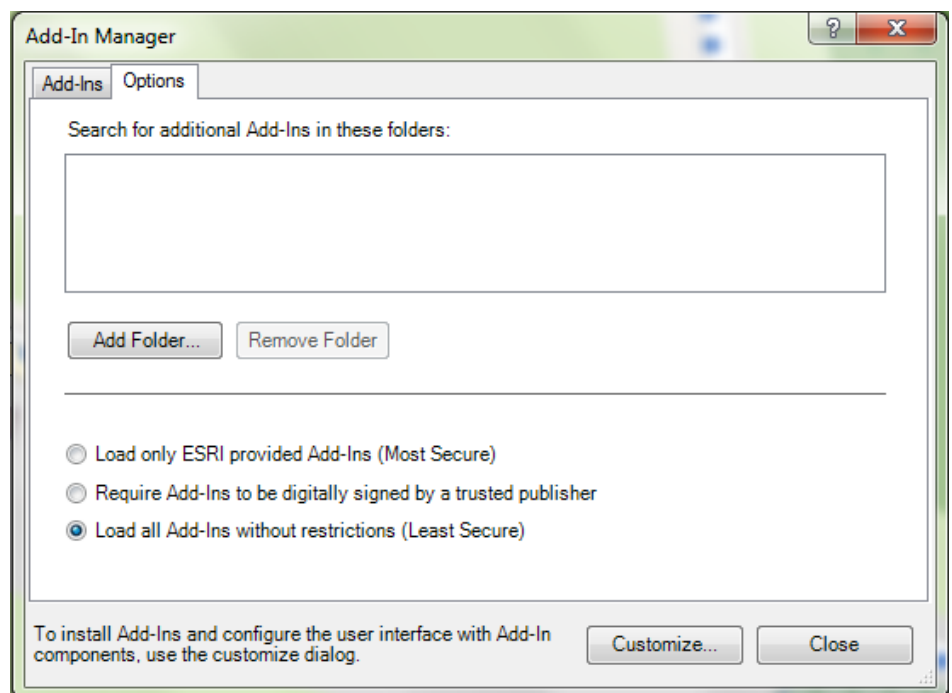 Add-In Manager
Add-Ins
Options
Search for additional Add-Ins in these folders:
Add Folder...
Remove Folder
Load only ESRI provided Add-Ins (Most Secure)
Require Add-Ins to be digitally signed by a trusted publisher
Load all Add-Ins without restrictions (Least Secure)
To install Add-Ins and configure the user interface with Add-In
components, use the customize dialog.
Customize...
Close